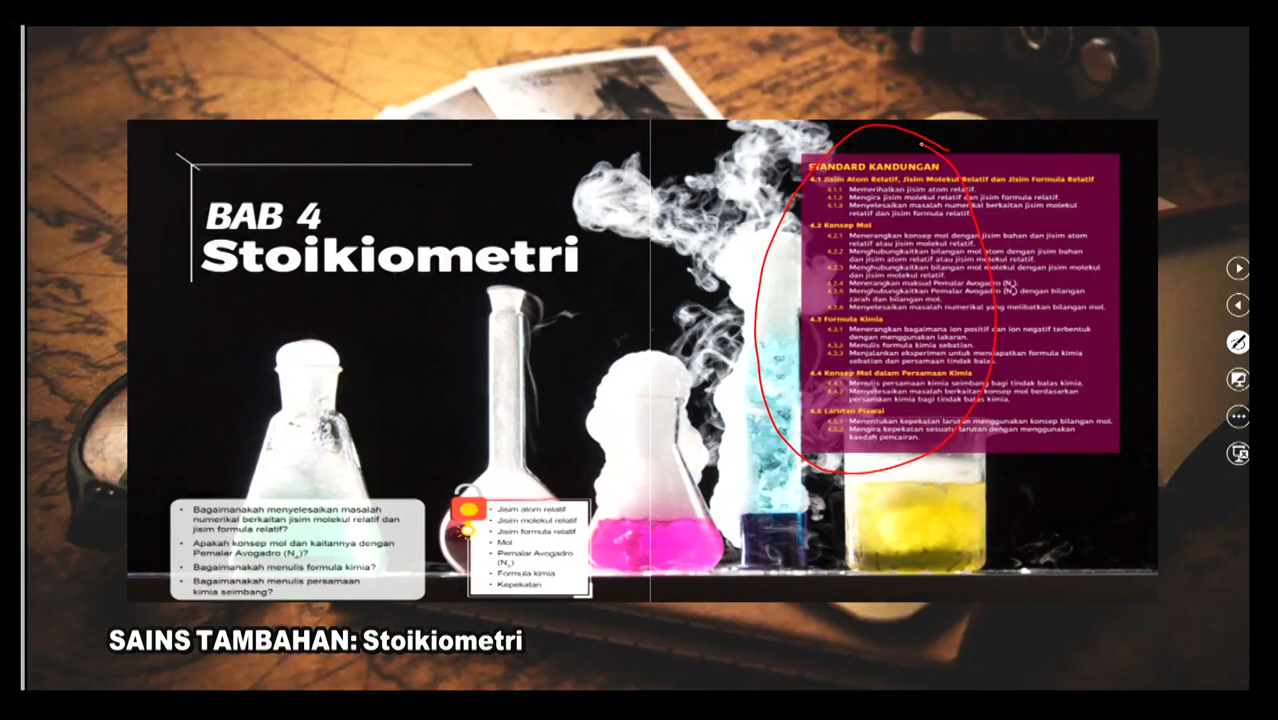 BAB 4
Stoikiometri
STANDARD KANDUNGAN
4.1 Jisim Atom Relatif, Jisim Molekul Relatif dan Jisim Formula Relatif
4.1.1 Memerihalkan jisim atom relatif.
4.1.2 Mengira jisim molekul relatif dan jisim formula relatif.
4.1.3 Menyelesaikan masalah numerikal berkaitan jisim molekul
relatif dan jisim formula relatif.
4.2 Konsep Mol
4.2.1 Menerangkan konsep mol dengan jisim bahan dan jisim atom
relatif atau jisim molekul relatif.
4.2.2 Menghubungkaitkan bilangan mol atom dengan jisim bahan
dan jisim atom relatif atau jisim molekul relatif.
4.2.3 Menghubungkaitkan bilangan mol molekul dengan jisim molekul
dan jisim molekul relatif.
4.2.4 Menerangkan maksud Pemalar Avogadro (Nₐ).
4.2.5 Menghubungkaitkan Pemalar Avogadro (Nₐ) dengan bilangan
zarah dan bilangan mol.
4.2.6 Menyelesaikan masalah numerikal yang melibatkan bilangan mol.
4.3 Formula Kimia
4.3.1 Menerangkan bagaimana ion positif dan ion negatif terbentuk
dengan menggunakan lakaran.
4.3.2 Menulis formula kimia sebatian.
4.3.3 Menjalankan eksperimen untuk mendapatkan formula kimia
sebatian dan persamaan tindak balas.
4.4 Konsep Mol dalam Persamaan Kimia
4.4.1 Menulis persamaan kimia seimbang bagi tindak balas kimia.
4.4.2 Menyelesaikan masalah berkaitan konsep mol berdasarkan
persamaan kimia bagi tindak balas kimia.
4.5 Larutan Piawai
4.5.1 Menentukan kepekatan larutan menggunakan konsep bilangan mol.
4.5.2 Mengira kepekatan sesuatu larutan dengan menggunakan
kaedah pencairan.
• Bagaimanakah menyelesaikan masalah
numerikal berkaitan jisim molekul relatif dan
jisim formula relatif?
• Apakah konsep mol dan kaitannya dengan
Pemalar Avogadro (Nₐ)?
• Bagaimanakah menulis formula kimia?
• Bagaimanakah menulis persamaan
kimia seimbang?
• Jisim atom relatif
• Jisim molekul relatif
• Jisim formula relatif
• Mol
• Pemalar Avogadro
(Nₐ)
• Formula kimia
• Kepekatan
SAINS TAMBAHAN: Stoikiometri